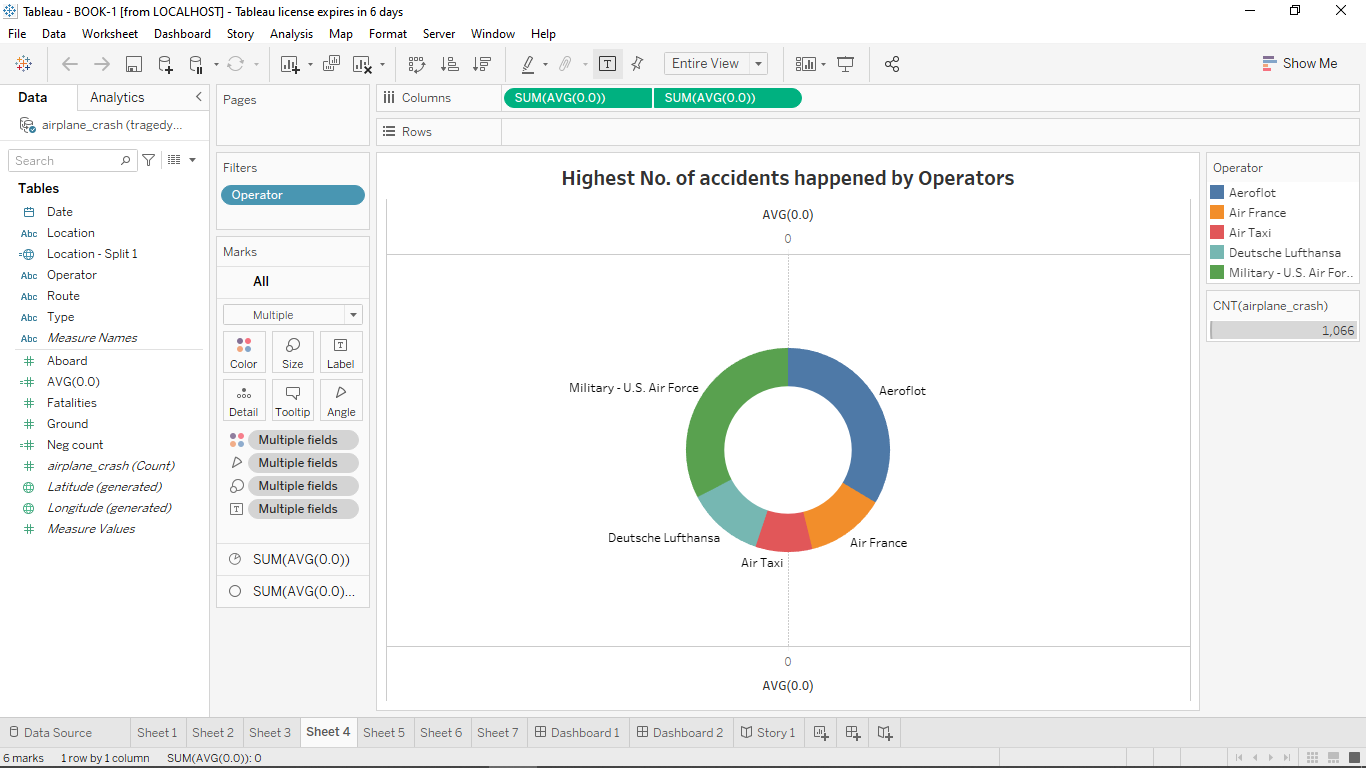 Tableau - BOOK-1 [from LOCALHOST] - Tableau license expires in 6 days
File Data Worksheet Dashboard Story Analysis Map Format Server Window Help
Entire View
Show Me
Data Analytics
airplane_crash (tragedy...
Search
Tables
Date
Abc Location
Location - Split 1
Abc Operator
Abc Route
Abc Type
Abc Measure Names
Aboard
AVG(0.0)
Fatalities
Ground
Neg count
airplane_crash (Count)
Latitude (generated)
Longitude (generated)
Measure Values
Pages
Filters
Operator
Marks
All
Multiple
Color Size Label
Detail Tooltip Angle
Multiple fields
Multiple fields
Multiple fields
Multiple fields
SUM(AVG(0.0))
SUM(AVG(0.0)...
Columns SUM(AVG(0.0)) SUM(AVG(0.0))
Rows
Highest No. of accidents happened by Operators
AVG(0.0)
0
Military - U.S. Air Force
Aeroflot
Deutsche Lufthansa
Air France
Air Taxi
0
AVG(0.0)
Operator
Aeroflot
Air France
Air Taxi
Deutsche Lufthansa
Military - U.S. Air For..
CNT(airplane_crash)
1,066
Data Source Sheet 1 Sheet 2 Sheet 3 Sheet 4 Sheet 5 Sheet 6 Sheet 7 Dashboard 1 Dashboard 2 Story 1
6 marks 1 row by 1 column SUM(AVG(0.0)): 0